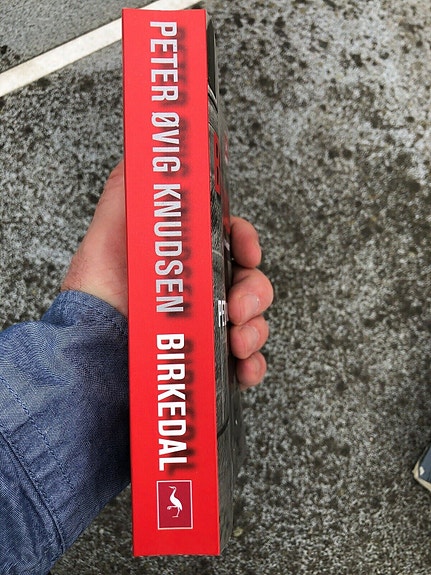 PETER ØVIG KNUDSEN BIRKEDAL